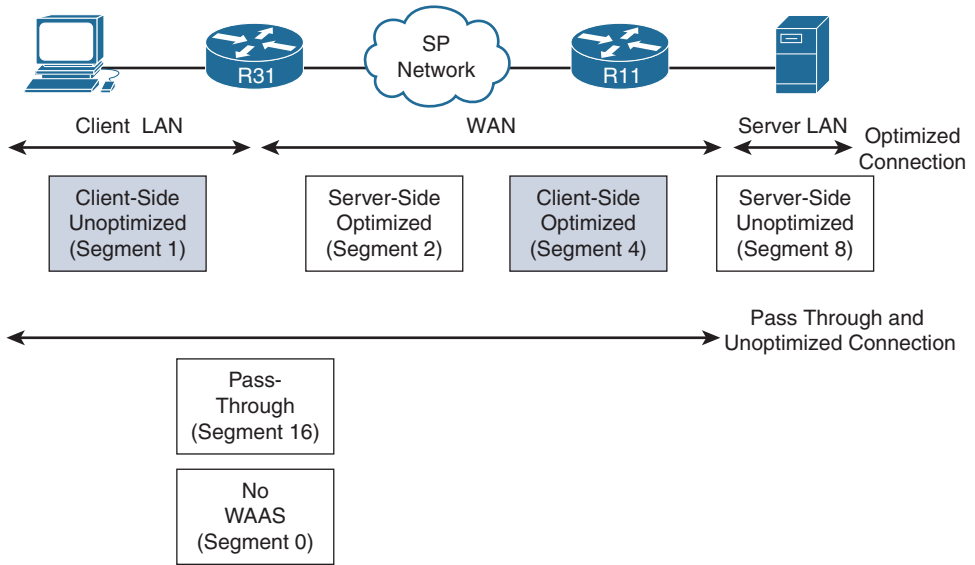 SP
Network
R31
R11
Client LAN
WAN
Server LAN
Optimized
Connection
Client-Side
Unoptimized
(Segment 1)
Server-Side
Optimized
(Segment 2)
Client-Side
Optimized
(Segment 4)
Server-Side
Unoptimized
(Segment 8)
Pass Through and
Unoptimized Connection
Pass-
Through
(Segment 16)
No
WAAS
(Segment 0)